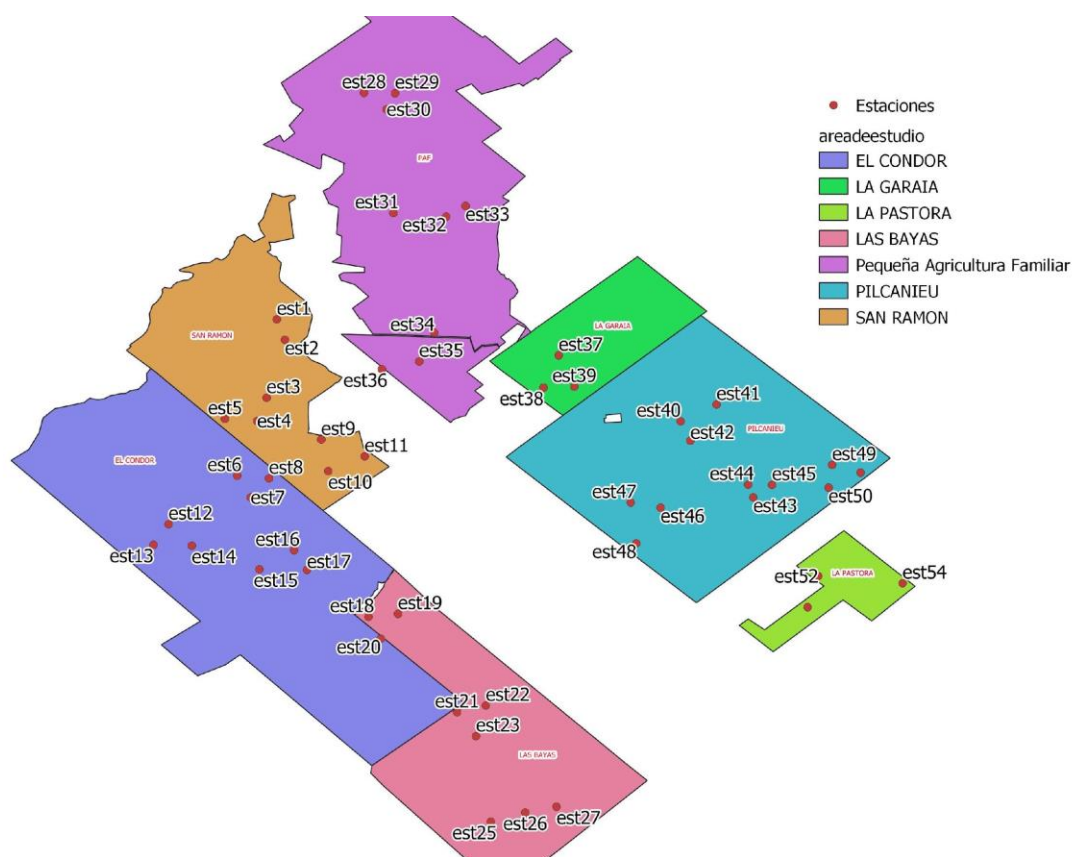 est28
est29
est30
PAF
est31
est32
est33
est34
est35
est36
Estaciones
areadeestudio
EL CONDOR
LA GARAIA
LA PASTORA
LAS BAYAS
Pequeña Agricultura Familiar
PILCANIEU
SAN RAMON
est1
SAN RAMON
est2
est3
est5
est4
est9
est11
est10
LA GARAIA
est37
est38
est39
est41
est40
PILCANIEU
est42
est49
est44
est45
est50
est43
est47
est46
est48
EL CONDOR
est6
est8
est7
est12
est13
est14
est16
est15
est17
est52
LA PASTORA
est54
est18
est19
est20
est21
est22
est23
LAS BAYAS
est25
est26
est27